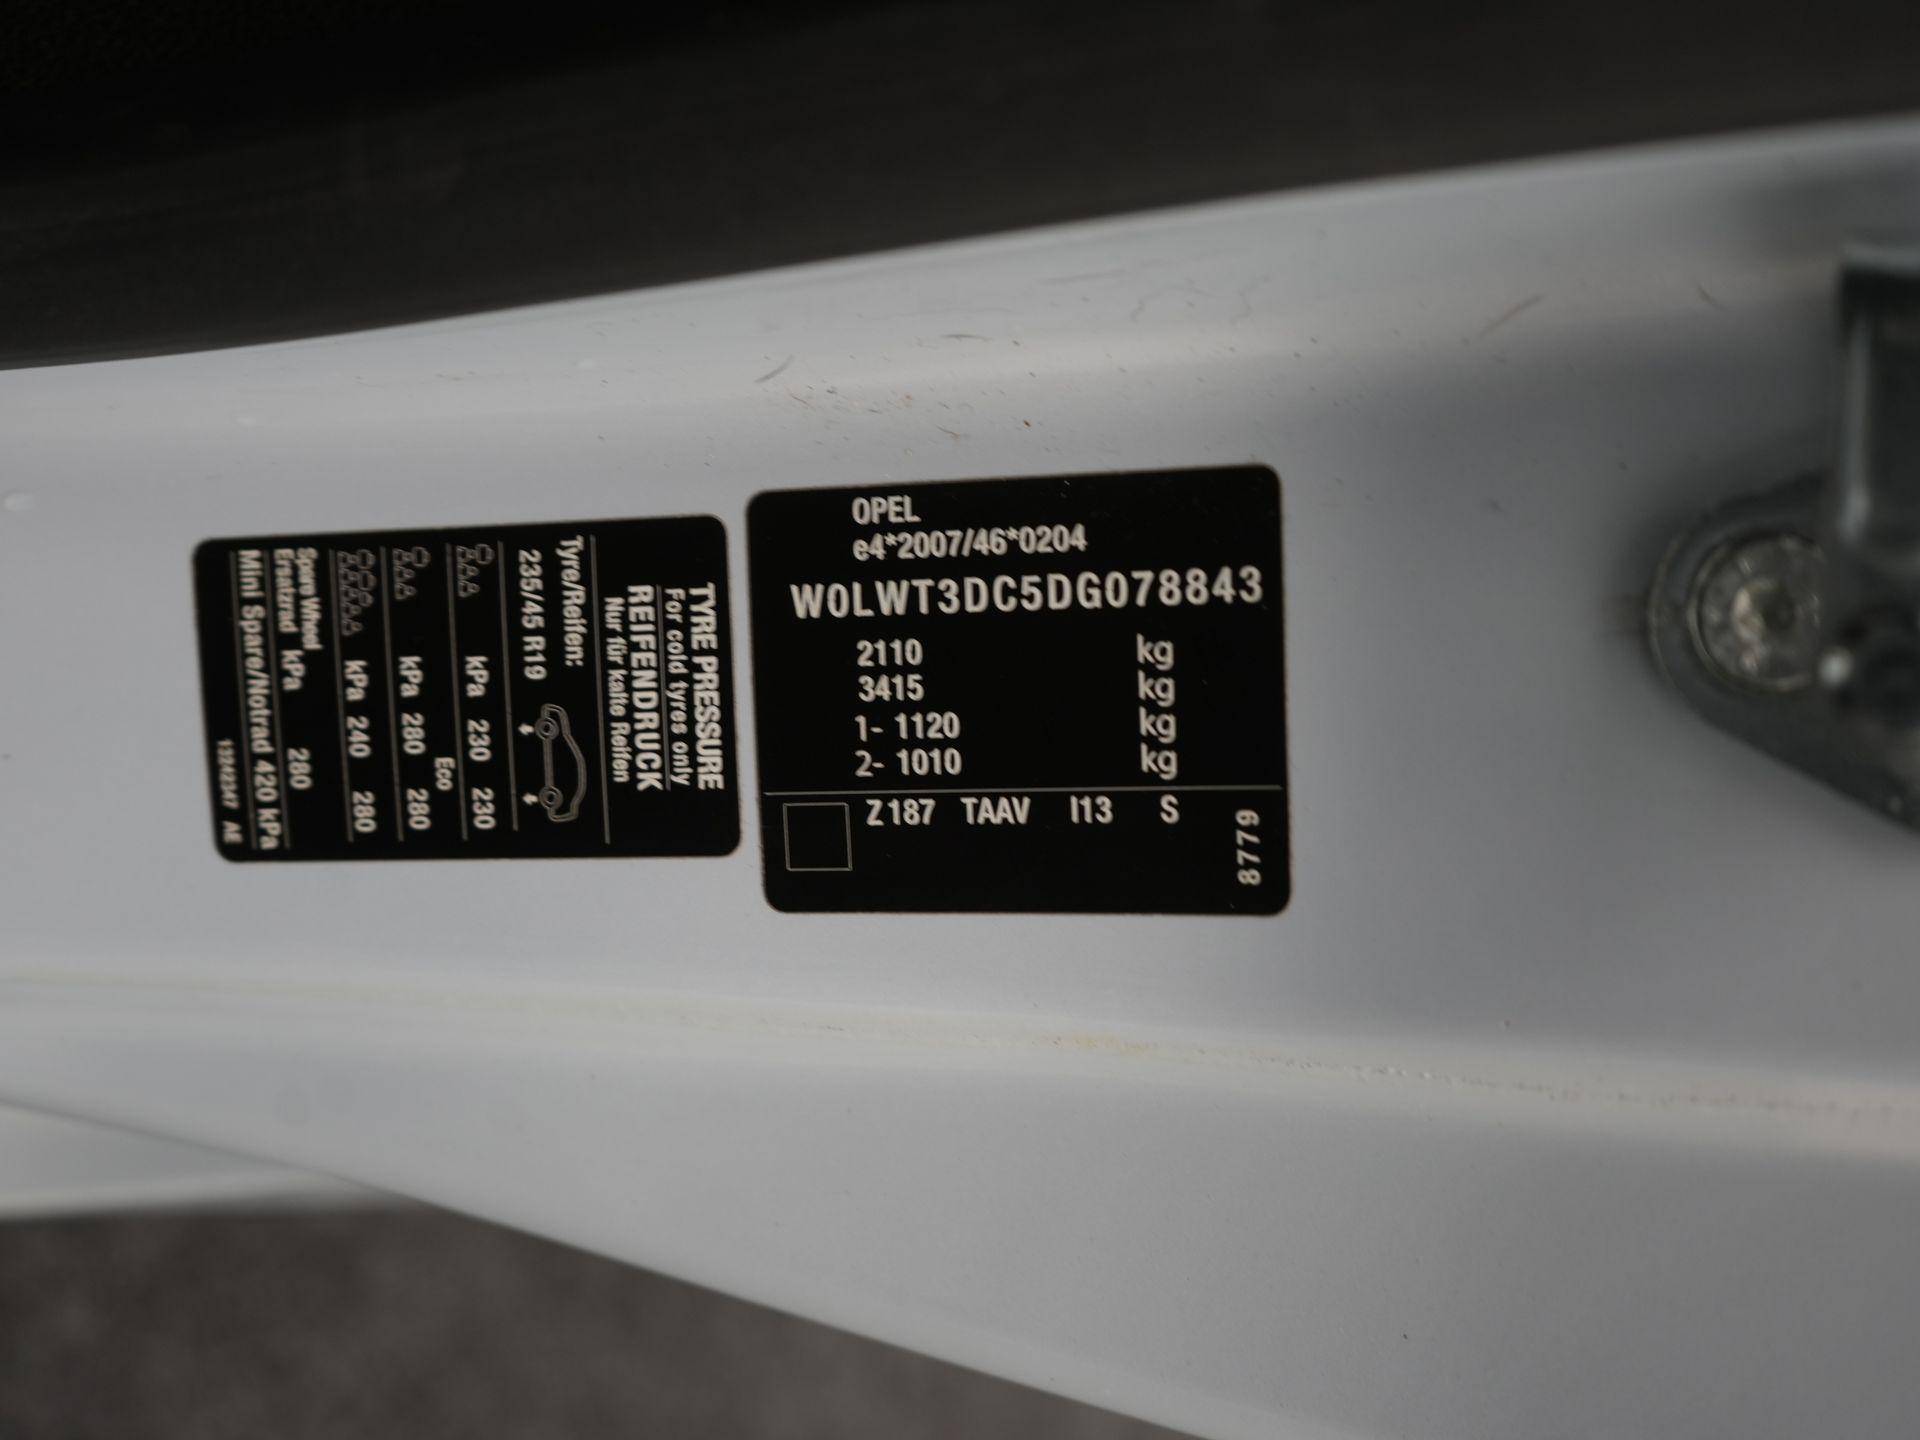 OPEL
e4*2007/46*0204
W0LWT3DC5DG078843
2110 kg
3415 kg
1- 1120 kg
2- 1010 kg
Z187 TAAV I13 S
8779
TYRE PRESSURE
For cold tyres only
REIFENDRUCK
Nur für kalte Reifen
Tyre/Reifen:
235/45 R19
kPa 230 230
Eco
kPa 280 280
kPa 240 280
Spare Wheel
Ersatzrad kPa 280
Mini Spare/Notrad 420 kPa
13242347 AE